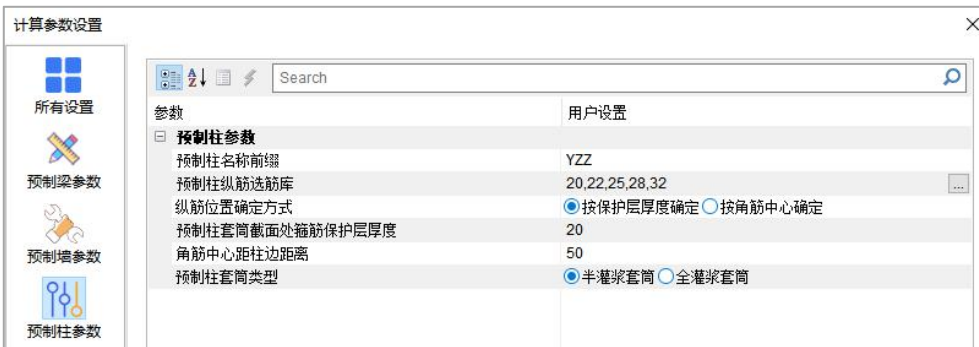 计算参数设置
所有设置
预制梁参数
预制墙参数
预制柱参数
Search
参数 用户设置
预制柱参数
预制柱名称前缀 YZZ
预制柱纵筋选筋库 20,22,25,28,32 ...
纵筋位置确定方式 按保护层厚度确定 按角筋中心确定
预制柱套筒截面处箍筋保护层厚度 20
角筋中心距柱边距离 50
预制柱套筒类型 半灌浆套筒 全灌浆套筒